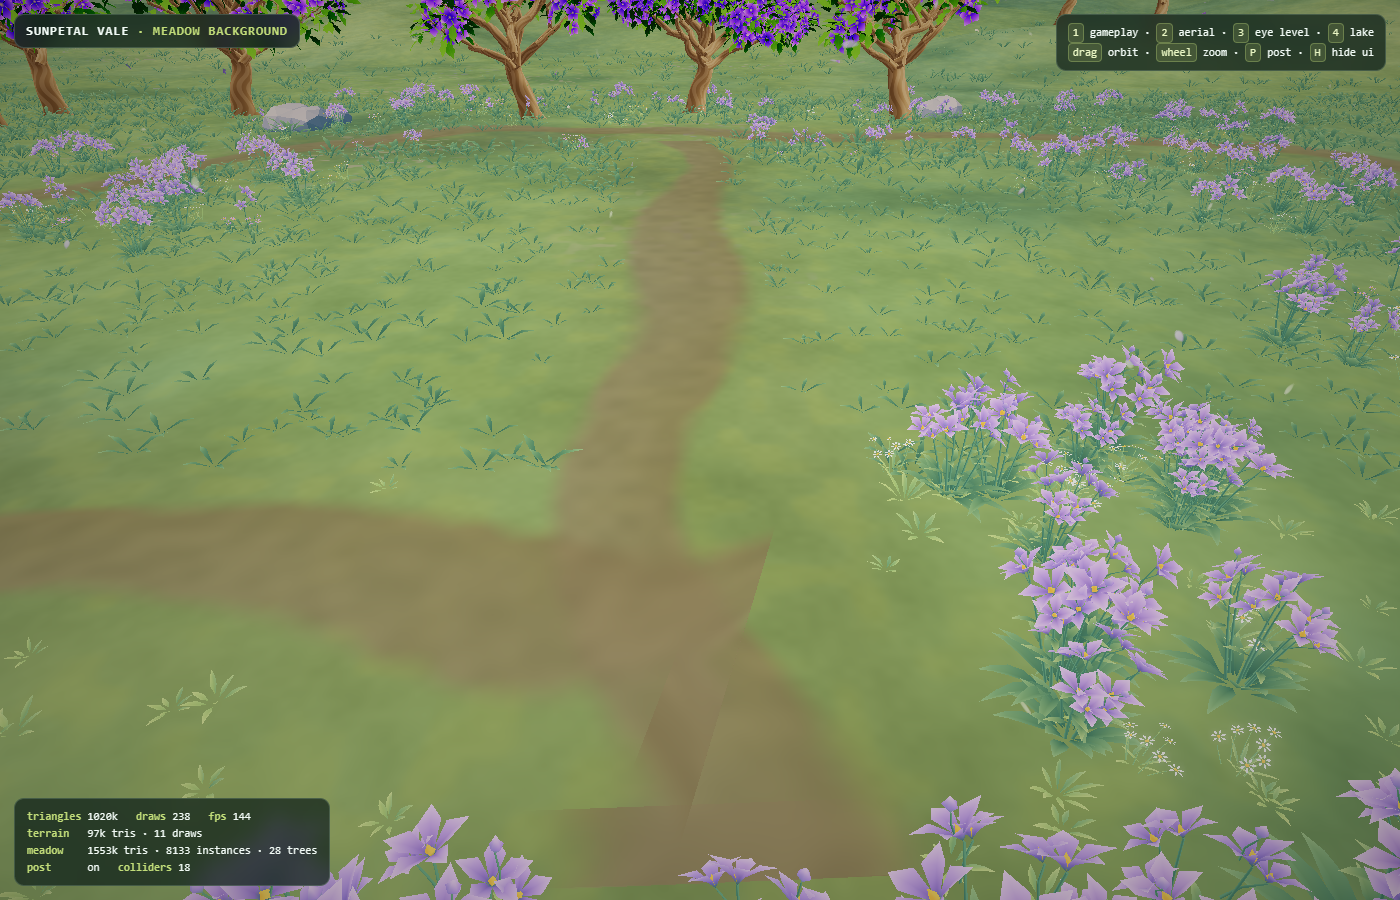 SUNPETAL VALE · MEADOW BACKGROUND
1 gameplay · 2 aerial · 3 eye level · 4 lake
drag orbit · wheel zoom · P post · H hide ui
triangles 1020k draws 238 fps 144
terrain 97k tris · 11 draws
meadow 1553k tris · 8133 instances · 28 trees
post on colliders 18